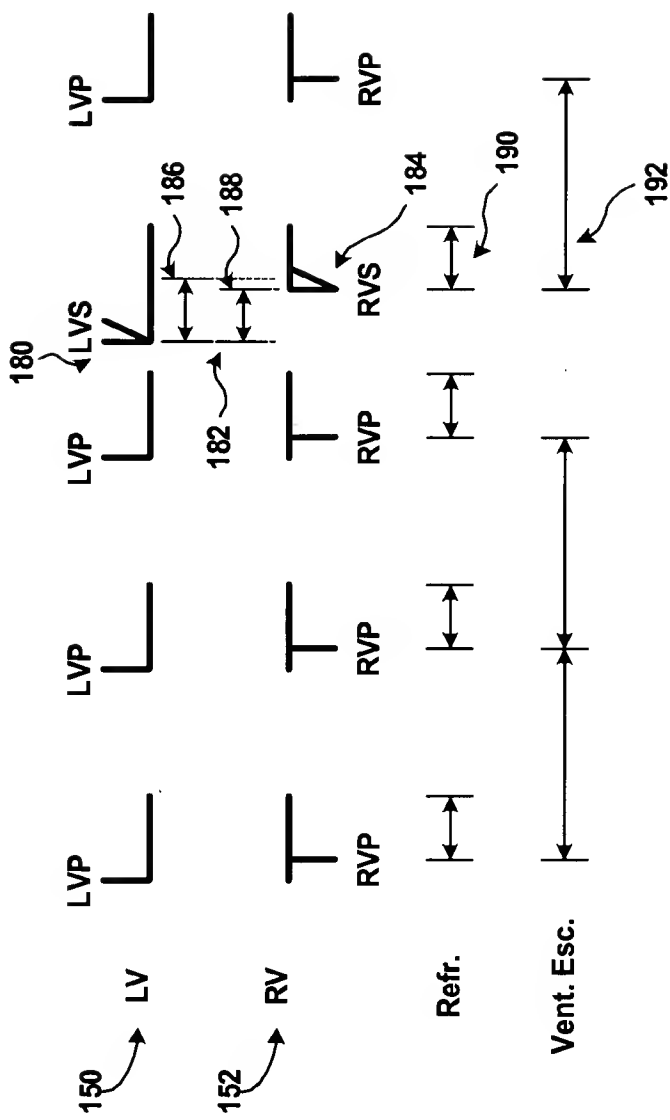 LVP LVP LVP LVS LVP
180
150 LV
186
188
182
152 RV
RVP RVP RVP RVS RVP
184
190
Refr.
Vent. Esc.
192